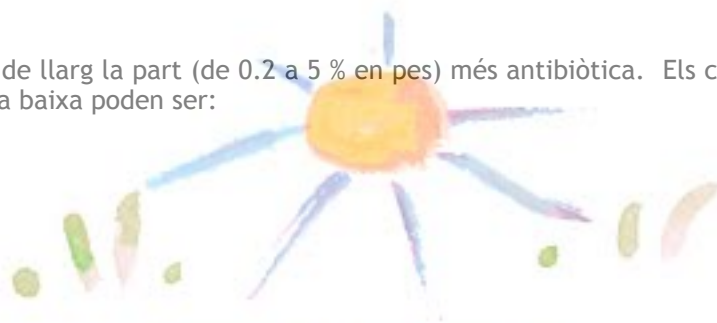 de llarg la part (de 0.2 a 5 % en pes) més antibiòtica. Els c
a baixa poden ser: